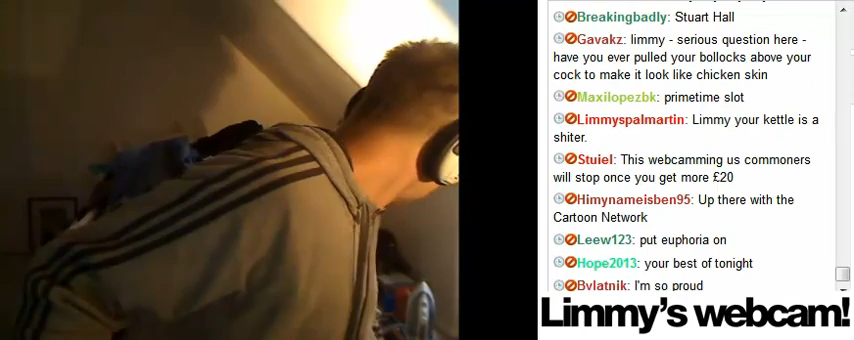 Breakingbadly: Stuart Hall
Gavakz: limmy - serious question here -
have you ever pulled your bollocks above your
cock to make it look like chicken skin
Maxilopezbk: primetime slot
Limmyspalmartin: Limmy your kettle is a
shiter.
Stuiel: This webcamming us commoners
will stop once you get more £20
Himynameisben95: Up there with the
Cartoon Network
Leew123: put euphoria on
Hope2013: your best of tonight
Bvlatnik: I'm so proud
Limmy's webcam!